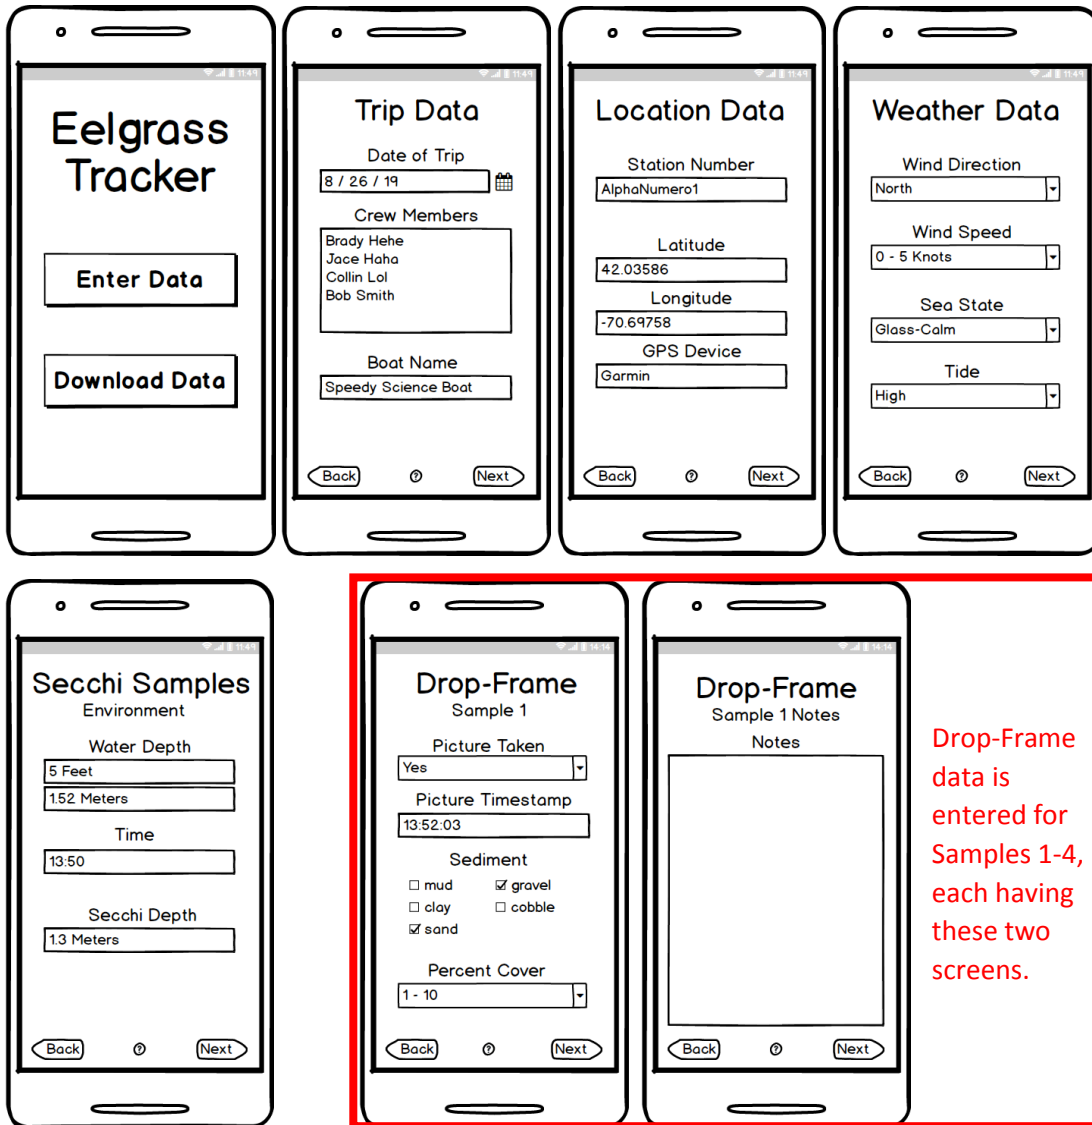 11:49
Eelgrass
Tracker
Enter Data
Download Data
11:49
Trip Data
Date of Trip
8 / 26 / 19
Crew Members
Brady Hehe
Jace Haha
Collin Lol
Bob Smith
Boat Name
Speedy Science Boat
Back
?
Next
11:49
Location Data
Station Number
AlphaNumero1
Latitude
42.03586
Longitude
-70.69758
GPS Device
Garmin
Back
?
Next
11:49
Weather Data
Wind Direction
North
Wind Speed
0 - 5 Knots
Sea State
Glass-Calm
Tide
High
Back
?
Next
11:49
Secchi Samples
Environment
Water Depth
5 Feet
1.52 Meters
Time
13:50
Secchi Depth
1.3 Meters
Back
?
Next
14:14
Drop-Frame
Sample 1
Picture Taken
Yes
Picture Timestamp
13:52:03
Sediment
mud gravel
clay cobble
sand
Percent Cover
1 - 10
Back
?
Next
14:14
Drop-Frame
Sample 1 Notes
Notes
Back
?
Next
Drop-Frame
data is
entered for
Samples 1-4,
each having
these two
screens.